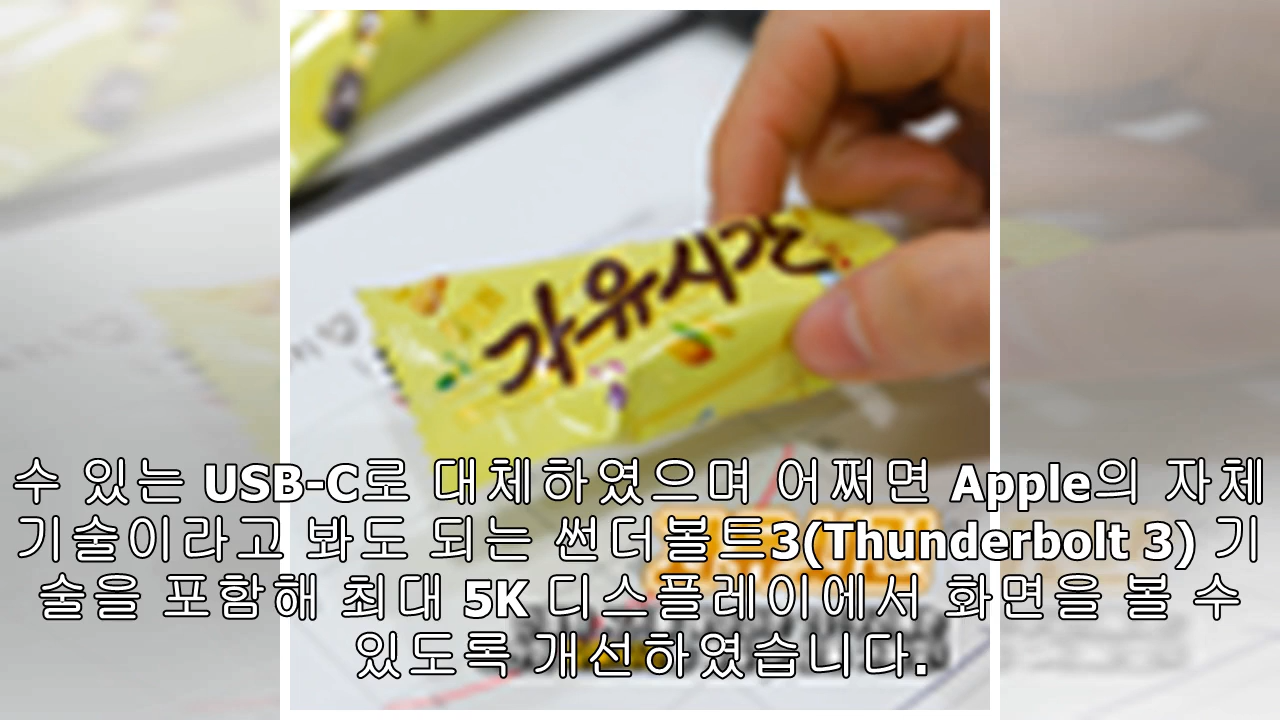 자유시간
수 있는 USB-C로 대체하였으며 어쩌면 Apple의 자체
기술이라고 봐도 되는 썬더볼트3(Thunderbolt 3) 기
술을 포함해 최대 5K 디스플레이에서 화면을 볼 수
있도록 개선하였습니다.